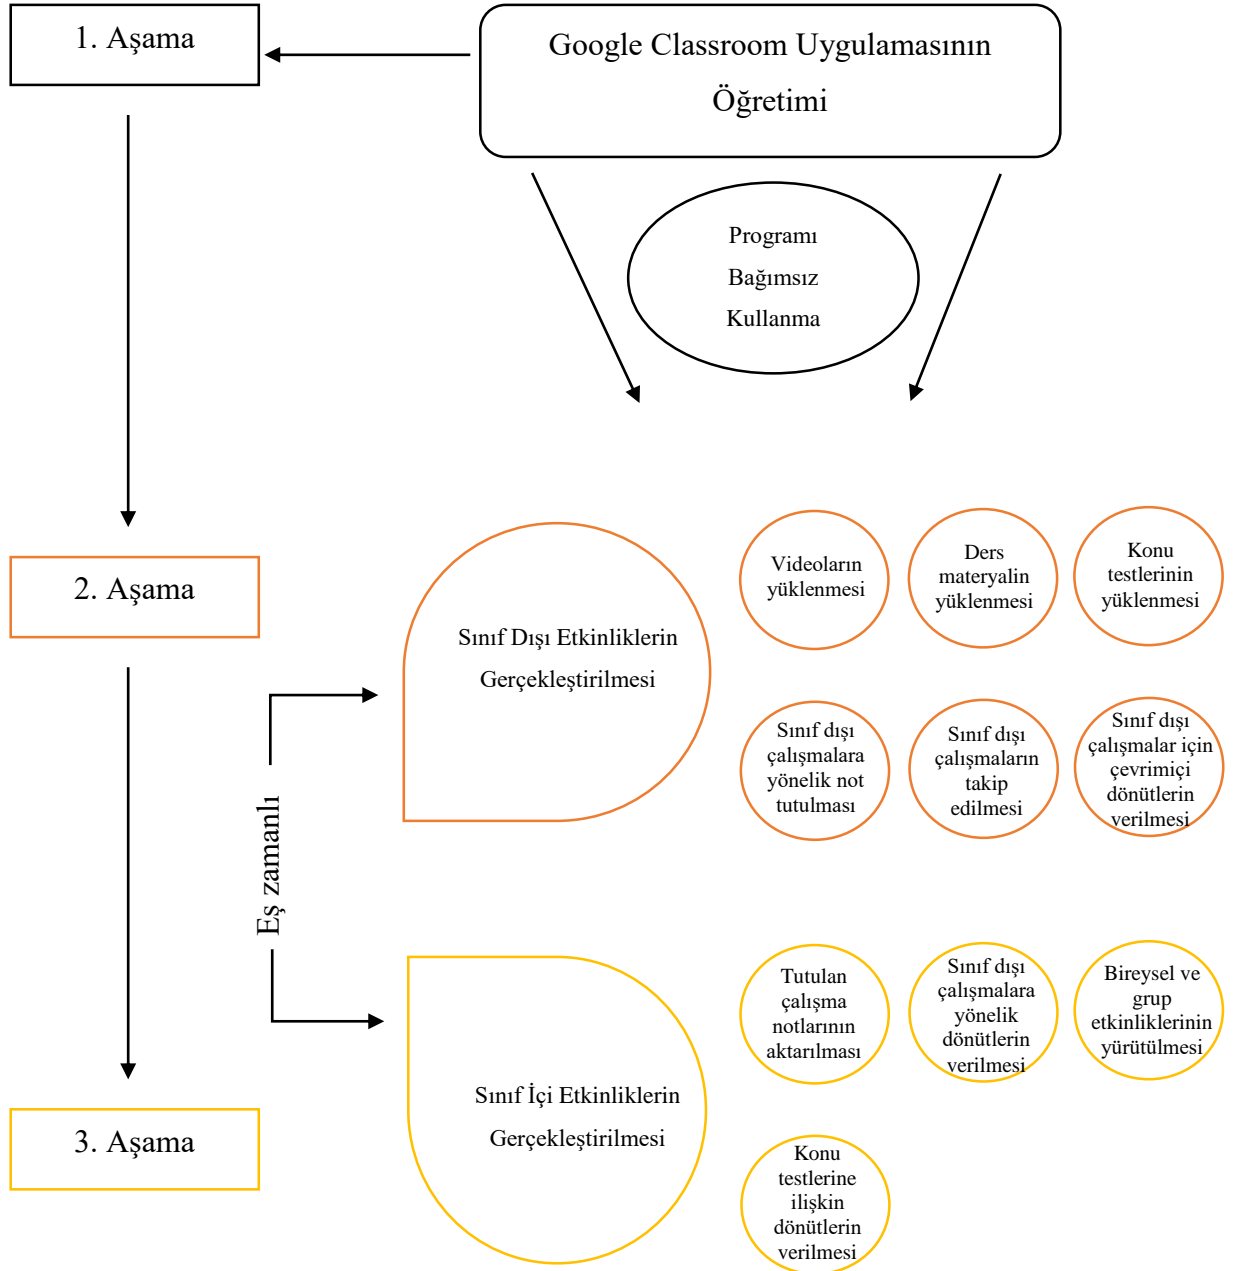 1. Aşama
Google Classroom Uygulamasının
Öğretimi
Programı
Bağımsız
Kullanma
2. Aşama
Sınıf Dışı Etkinliklerin
Gerçekleştirilmesi
Videoların
yüklenmesi
Ders
materyalin
yüklenmesi
Konu
testlerinin
yüklenmesi
Sınıf dışı
çalışmalara
yönelik not
tutulması
Sınıf dışı
çalışmaların
takip
edilmesi
Sınıf dışı
çalışmalar için
çevrimiçi
dönütlerin
verilmesi
Eş zamanlı
3. Aşama
Sınıf İçi Etkinliklerin
Gerçekleştirilmesi
Tutulan
çalışma
notlarının
aktarılması
Sınıf dışı
çalışmalara
yönelik
dönütlerin
verilmesi
Bireysel ve
grup
etkinliklerinin
yürütülmesi
Konu
testlerine
ilişkin
dönütlerin
verilmesi